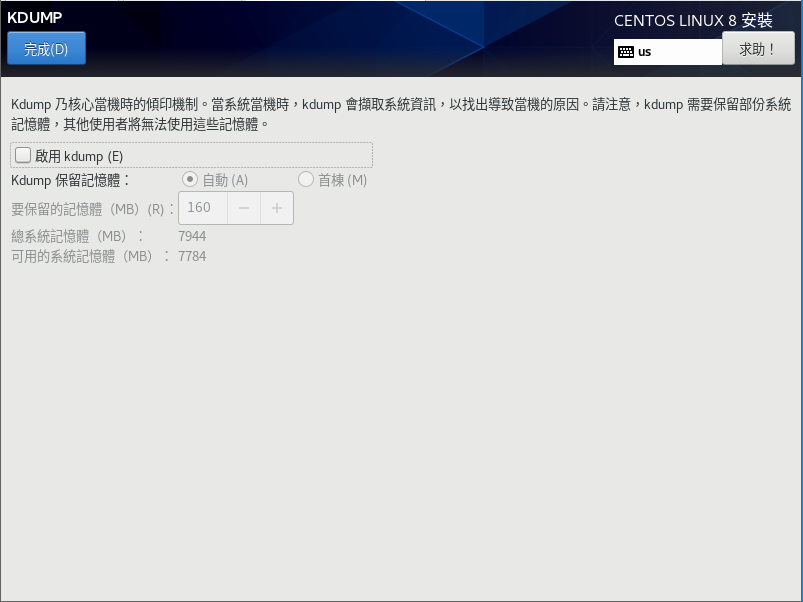 KDUMP
CENTOS LINUX 8 安裝
完成(D)
us
求助！
Kdump 乃核心當機時的傾印機制。當系統當機時，kdump 會擷取系統資訊，以找出導致當機的原因。請注意，kdump 需要保留部份系統
記憶體，其他使用者將無法使用這些記憶體。
啟用 kdump (E)
Kdump 保留記憶體： 自動 (A) 首棟 (M)
要保留的記憶體（MB）(R)： 160
總系統記憶體（MB）： 7944
可用的系統記憶體（MB）： 7784